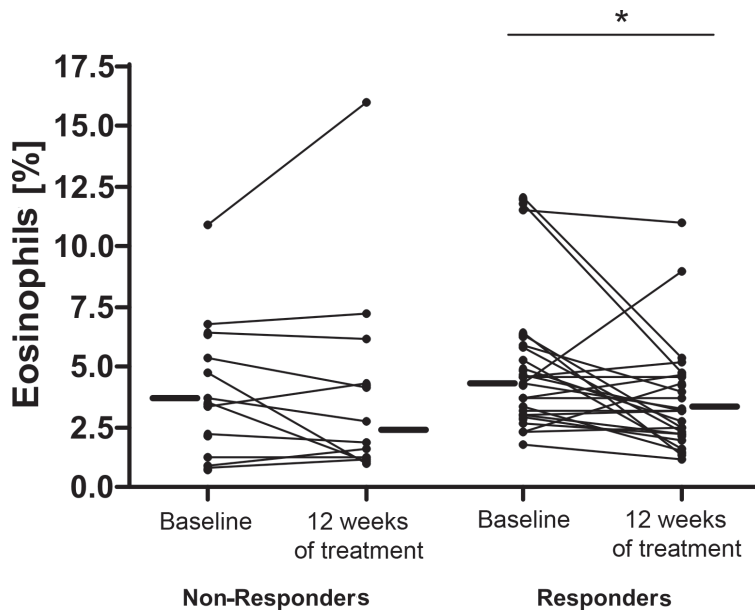 *
17.5
15.0
12.5
10.0
7.5
5.0
2.5
0.0
Eosinophils [%]
Baseline
12 weeks
of treatment
Baseline
12 weeks
of treatment
Non-Responders
Responders